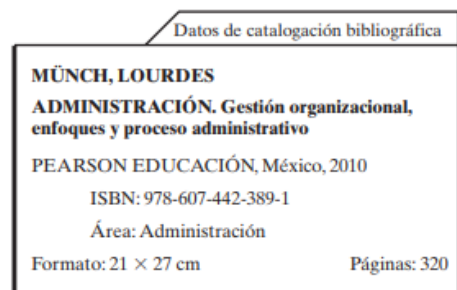 Datos de catalogación bibliográfica
MÜNCH, LOURDES
ADMINISTRACIÓN. Gestión organizacional,
enfoques y proceso administrativo
PEARSON EDUCACIÓN, México, 2010
ISBN: 978-607-442-389-1
Área: Administración
Formato: 21 × 27 cm Páginas: 320